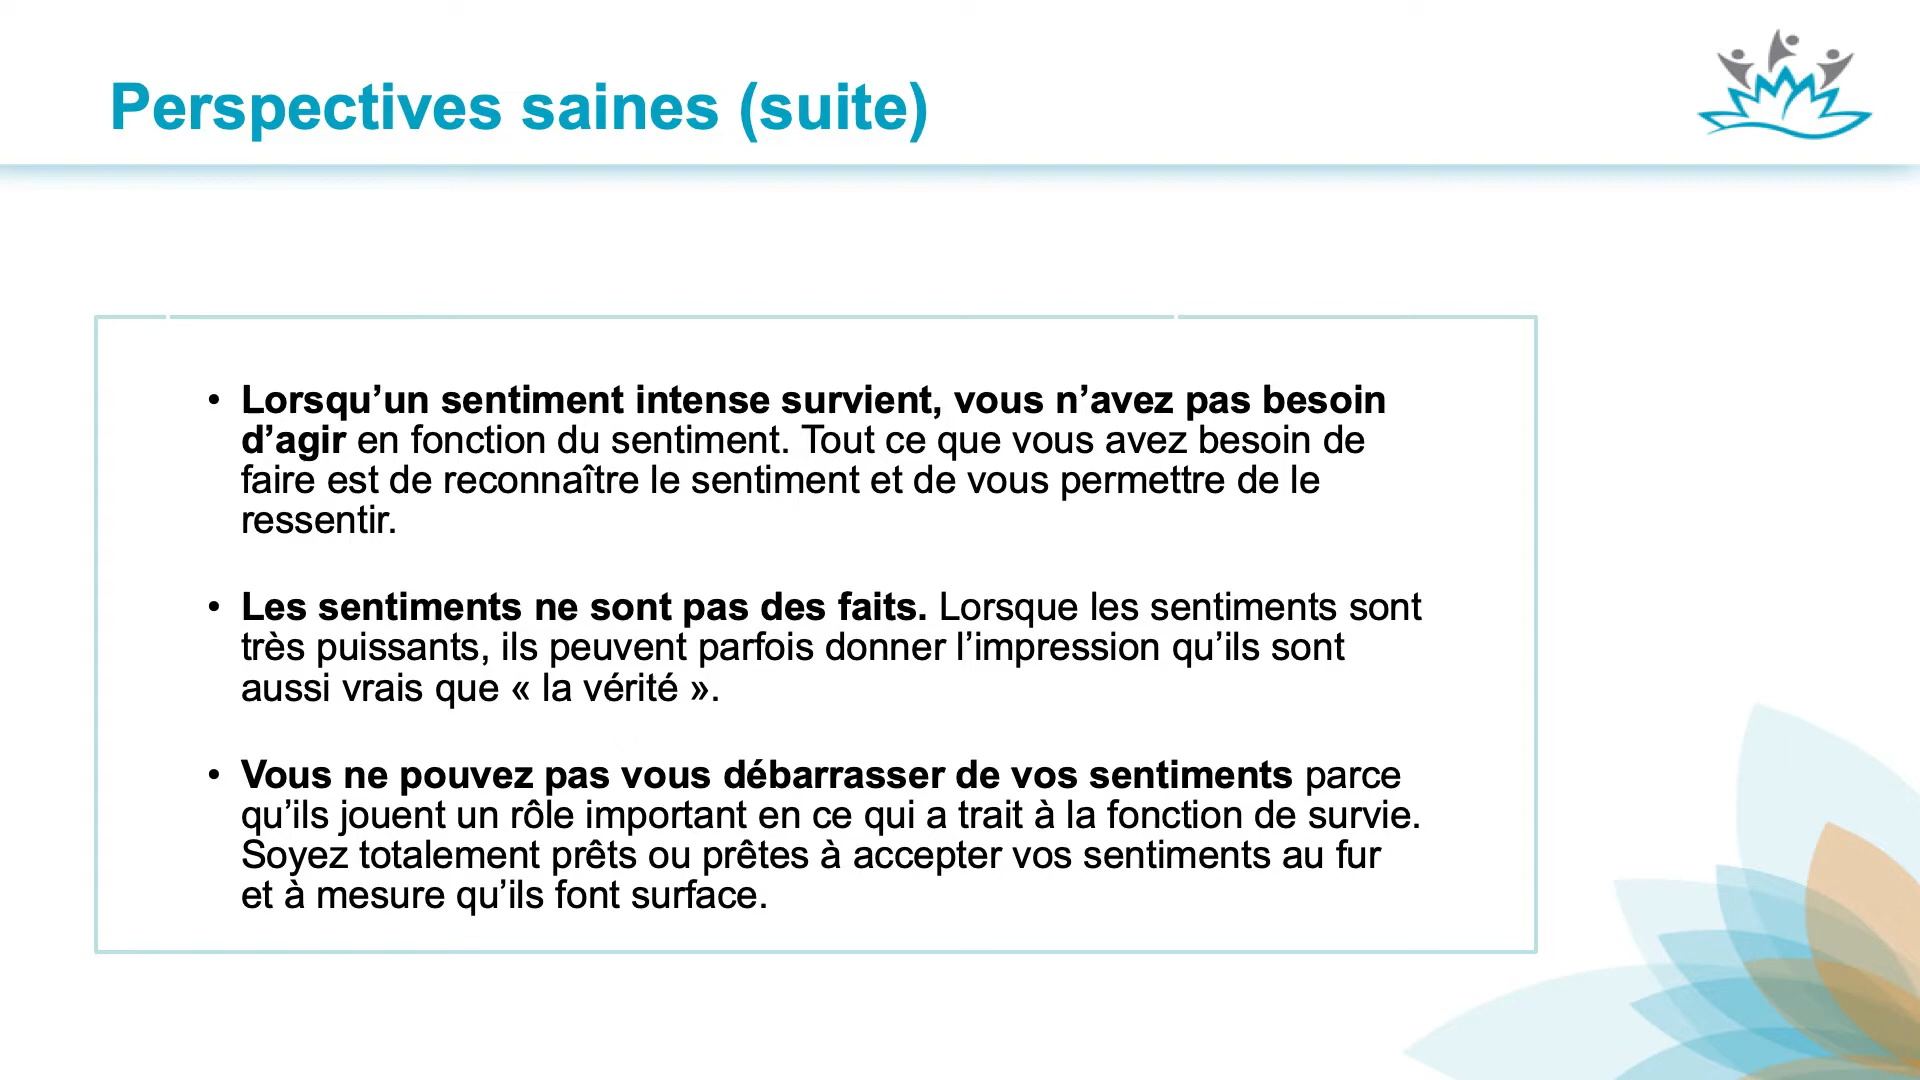 Perspectives saines (suite)
• Lorsqu’un sentiment intense survient, vous n’avez pas besoin
d’agir en fonction du sentiment. Tout ce que vous avez besoin de
faire est de reconnaître le sentiment et de vous permettre de le
ressentir.
• Les sentiments ne sont pas des faits. Lorsque les sentiments sont
très puissants, ils peuvent parfois donner l’impression qu’ils sont
aussi vrais que « la vérité ».
• Vous ne pouvez pas vous débarrasser de vos sentiments parce
qu’ils jouent un rôle important en ce qui a trait à la fonction de survie.
Soyez totalement prêts ou prêtes à accepter vos sentiments au fur
et à mesure qu’ils font surface.